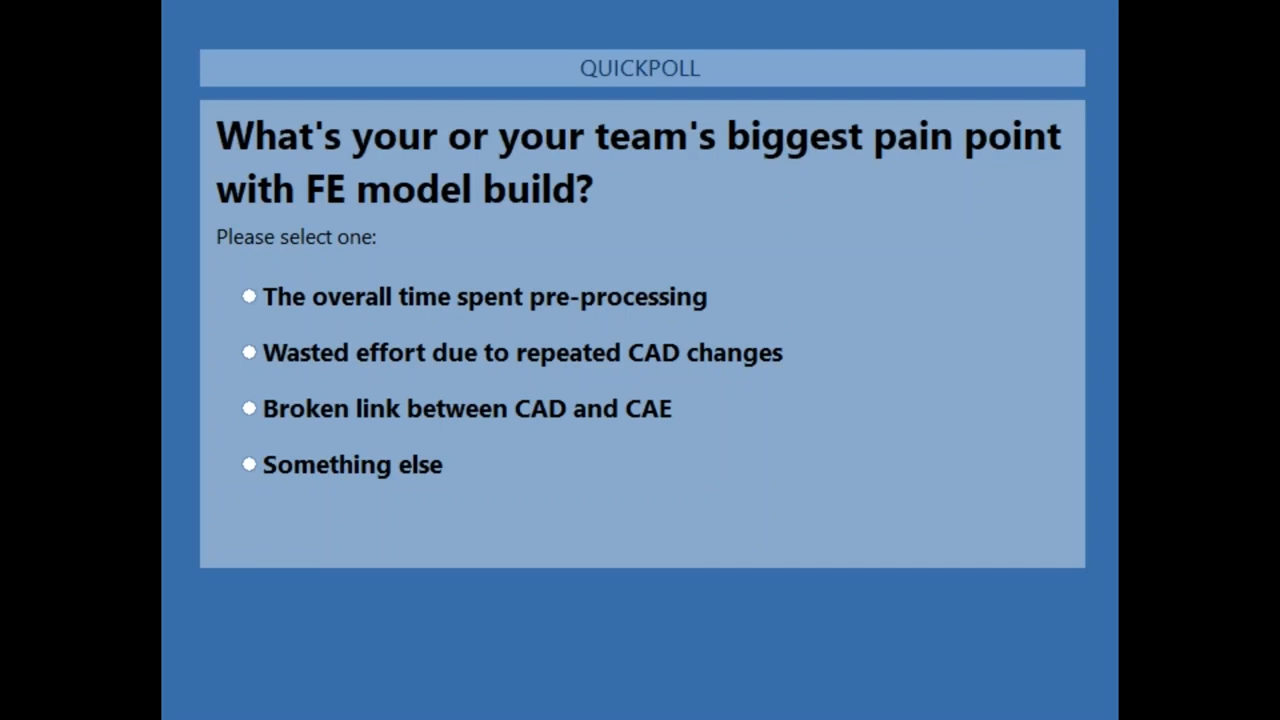 QUICKPOLL
What's your or your team's biggest pain point
with FE model build?
Please select one:
The overall time spent pre-processing
Wasted effort due to repeated CAD changes
Broken link between CAD and CAE
Something else